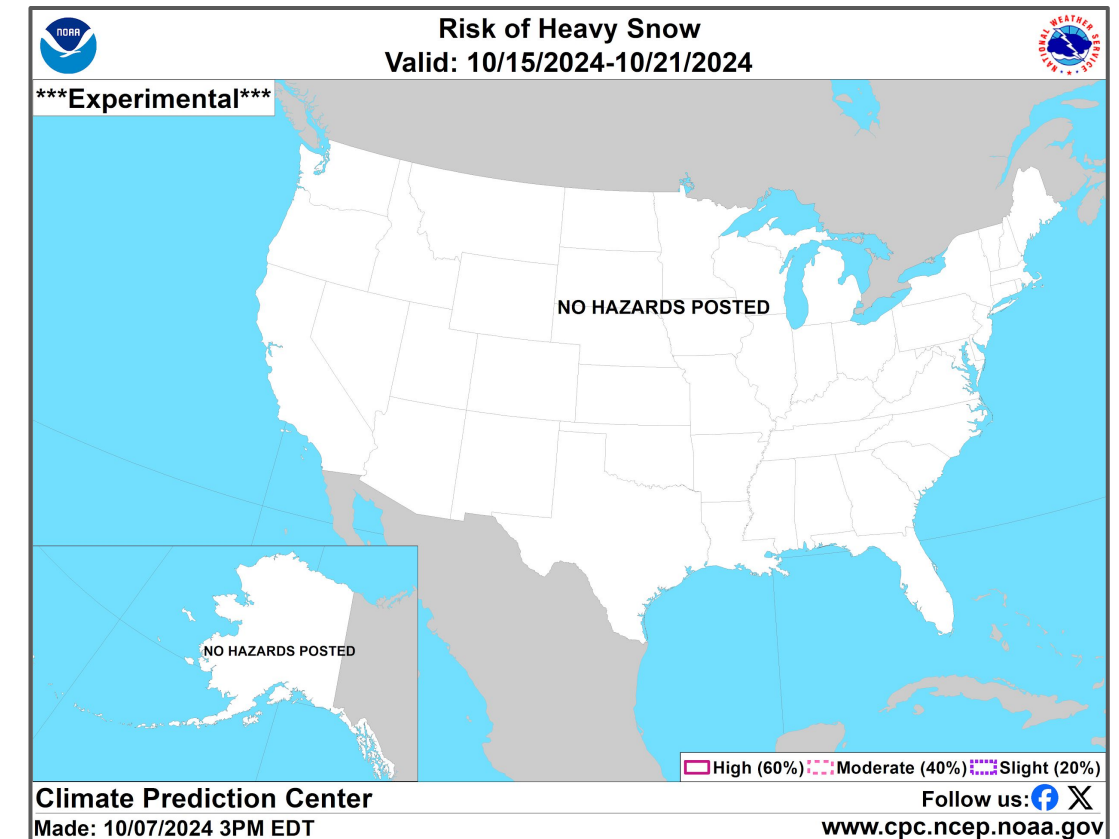 NOAA
Risk of Heavy Snow
Valid: 10/15/2024-10/21/2024
NATIONAL WEATHER SERVICE
***Experimental***
NO HAZARDS POSTED
NO HAZARDS POSTED
High (60%) Moderate (40%) Slight (20%)
Climate Prediction Center
Follow us:
Made: 10/07/2024 3PM EDT
www.cpc.ncep.noaa.gov